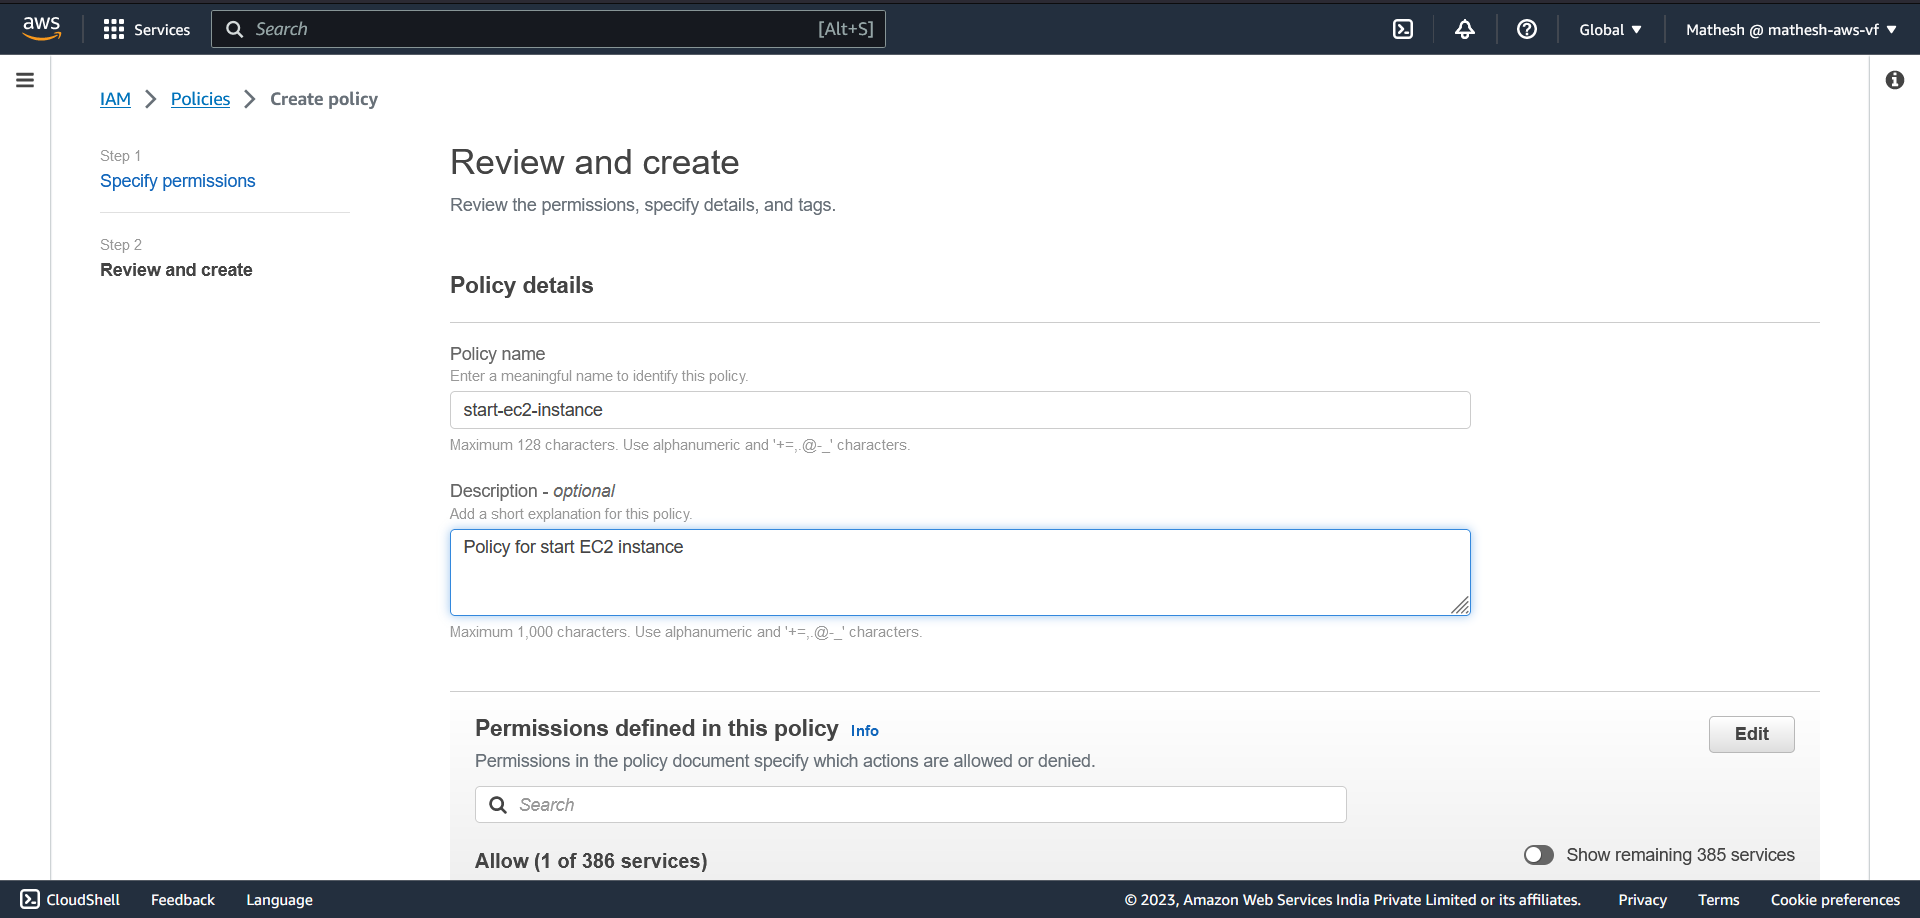 aws
Services
Search
[Alt+S]
Global
Mathesh @ mathesh-aws-vf
IAM
Policies
Create policy
Step 1
Specify permissions
Step 2
Review and create
Review and create
Review the permissions, specify details, and tags.
Policy details
Policy name
Enter a meaningful name to identify this policy.
start-ec2-instance
Maximum 128 characters. Use alphanumeric and '+=,.@-_' characters.
Description - optional
Add a short explanation for this policy.
Policy for start EC2 instance
Maximum 1,000 characters. Use alphanumeric and '+=,.@-_' characters.
Permissions defined in this policy Info
Edit
Permissions in the policy document specify which actions are allowed or denied.
Search
Allow (1 of 386 services)
Show remaining 385 services
CloudShell
Feedback
Language
© 2023, Amazon Web Services India Private Limited or its affiliates.
Privacy
Terms
Cookie preferences